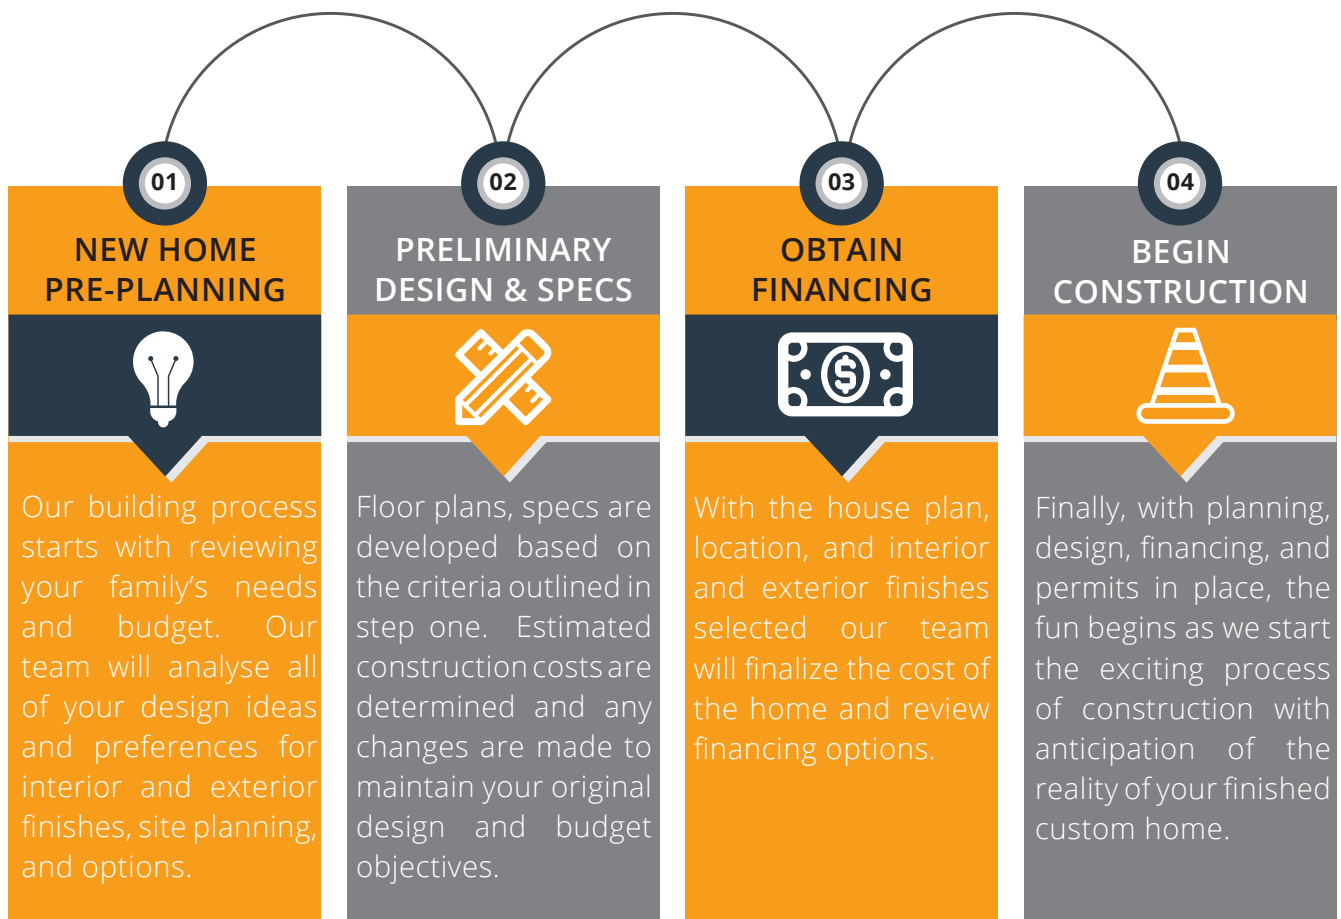 01
NEW HOME
PRE-PLANNING
Our building process
starts with reviewing
your family’s needs
and budget. Our
team will analyse all
of your design ideas
and preferences for
interior and exterior
finishes, site planning,
and options.
02
PRELIMINARY
DESIGN & SPECS
Floor plans, specs are
developed based on
the criteria outlined in
step one. Estimated
construction costs are
determined and any
changes are made to
maintain your original
design and budget
objectives.
03
OBTAIN
FINANCING
$
With the house plan,
location, and interior
and exterior finishes
selected our team
will finalize the cost of
the home and review
financing options.
04
BEGIN
CONSTRUCTION
Finally, with planning,
design, financing, and
permits in place, the
fun begins as we start
the exciting process
of construction with
anticipation of the
reality of your finished
custom home.